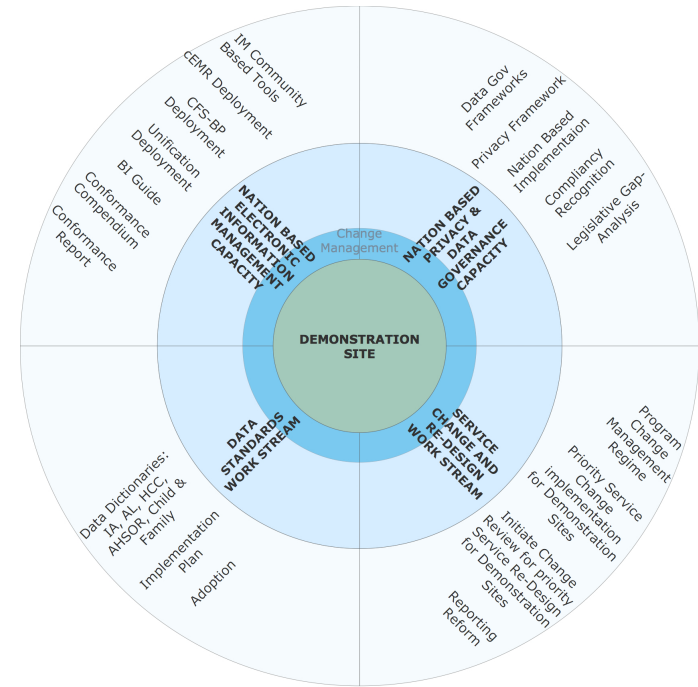 IM Community
Based Tools
cEMR Deployment
CFS-BP
Deployment
Unification
Deployment
BI Guide
Conformance
Compendium
Conformance
Report
Data Gov
Frameworks
Privacy Framework
Nation Based
Implementaion
Compliancy
Recognition
Legislative Gap-
Analysis
NATION BASED
ELECTRONIC
INFORMATION
MANAGEMENT
CAPACITY
NATION BASED
PRIVACY &
DATA
GOVERNANCE
CAPACITY
Change
Management
DEMONSTRATION
SITE
DATA
STANDARDS
WORK STREAM
SERVICE
CHANGE AND
RE-DESIGN
WORK STREAM
Data Dictionaries:
IA, AL, HCC,
AHSOR, Child &
Family
Implementation
Plan
Adoption
Program
Change
Management
Regime
Priority Service
Change
implementation
for Demonstration
Sites
Initiate Change
Review for priority
Service Re-Design
for Demonstration
Sites
Reporting
Reform